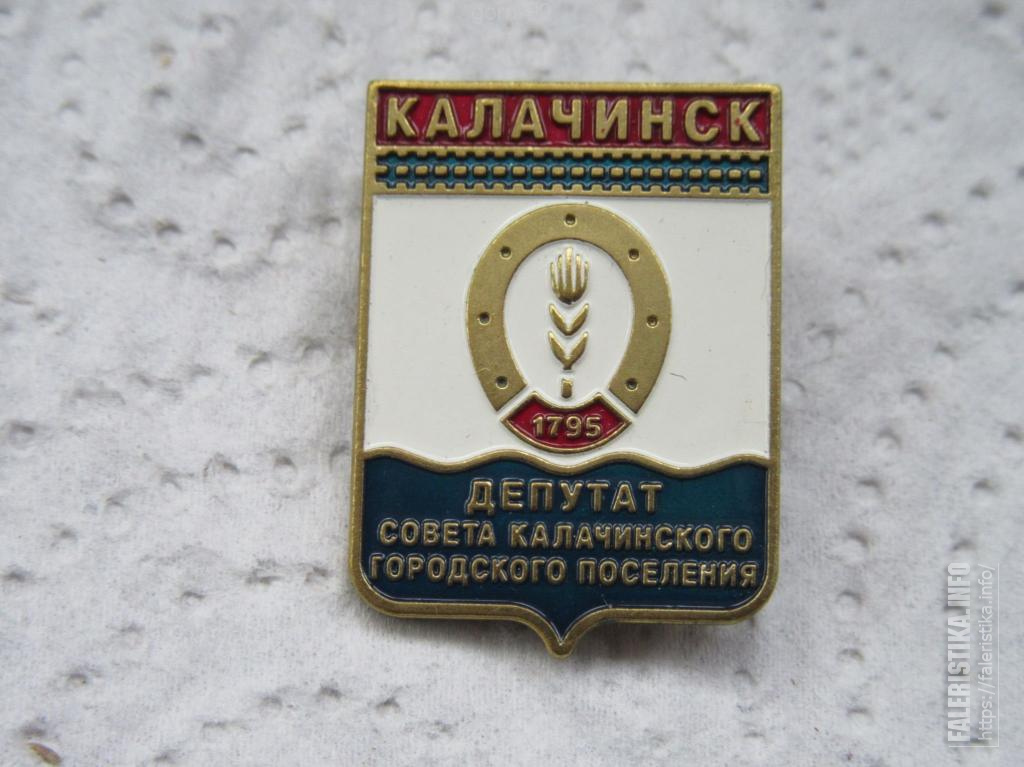 КАЛАЧИНСК
1795
ДЕПУТАТ
СОВЕТА КАЛАЧИНСКОГО
ГОРОДСКОГО ПОСЕЛЕНИЯ
FALERISTIKA.INFO
https://faleristika.info/